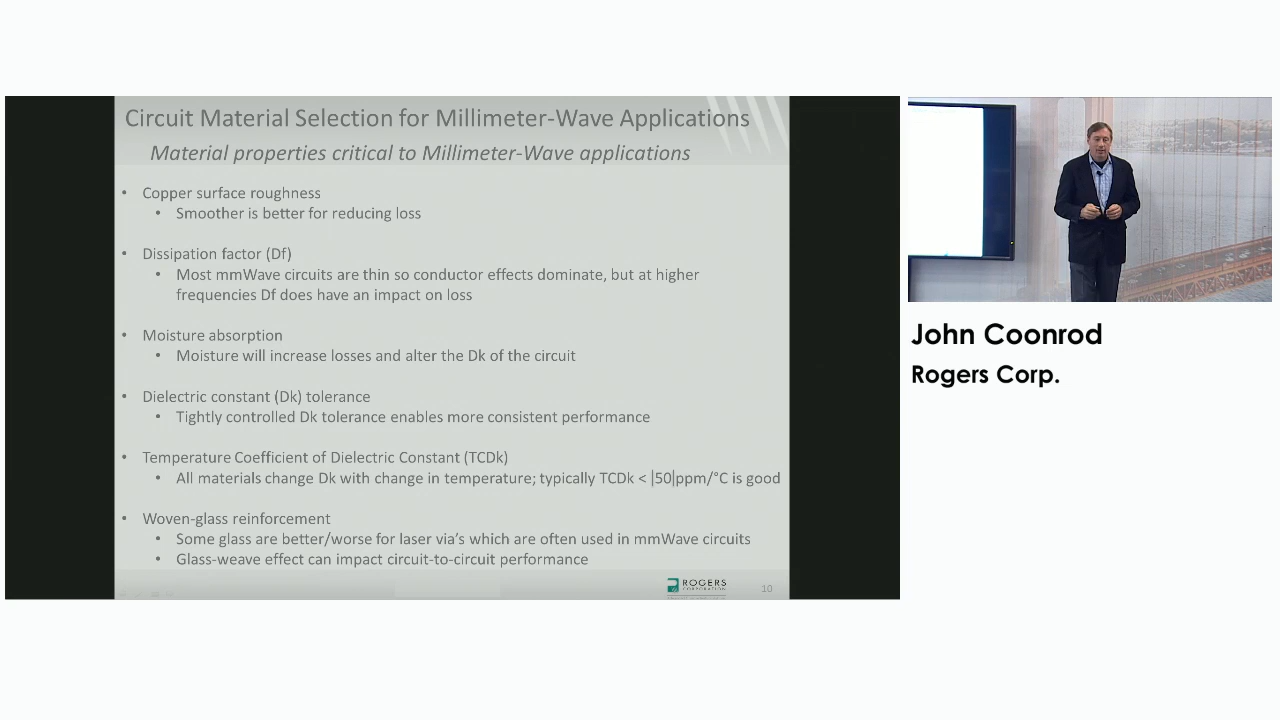 Circuit Material Selection for Millimeter-Wave Applications
Material properties critical to Millimeter-Wave applications
• Copper surface roughness
• Smoother is better for reducing loss
• Dissipation factor (Df)
• Most mmWave circuits are thin so conductor effects dominate, but at higher
frequencies Df does have an impact on loss
• Moisture absorption
• Moisture will increase losses and alter the Dk of the circuit
• Dielectric constant (Dk) tolerance
• Tightly controlled Dk tolerance enables more consistent performance
• Temperature Coefficient of Dielectric Constant (TCDk)
• All materials change Dk with change in temperature; typically TCDk < |50|ppm/°C is good
• Woven-glass reinforcement
• Some glass are better/worse for laser via's which are often used in mmWave circuits
• Glass-weave effect can impact circuit-to-circuit performance
ROGERS
CORPORATION
10
John Coonrod
Rogers Corp.